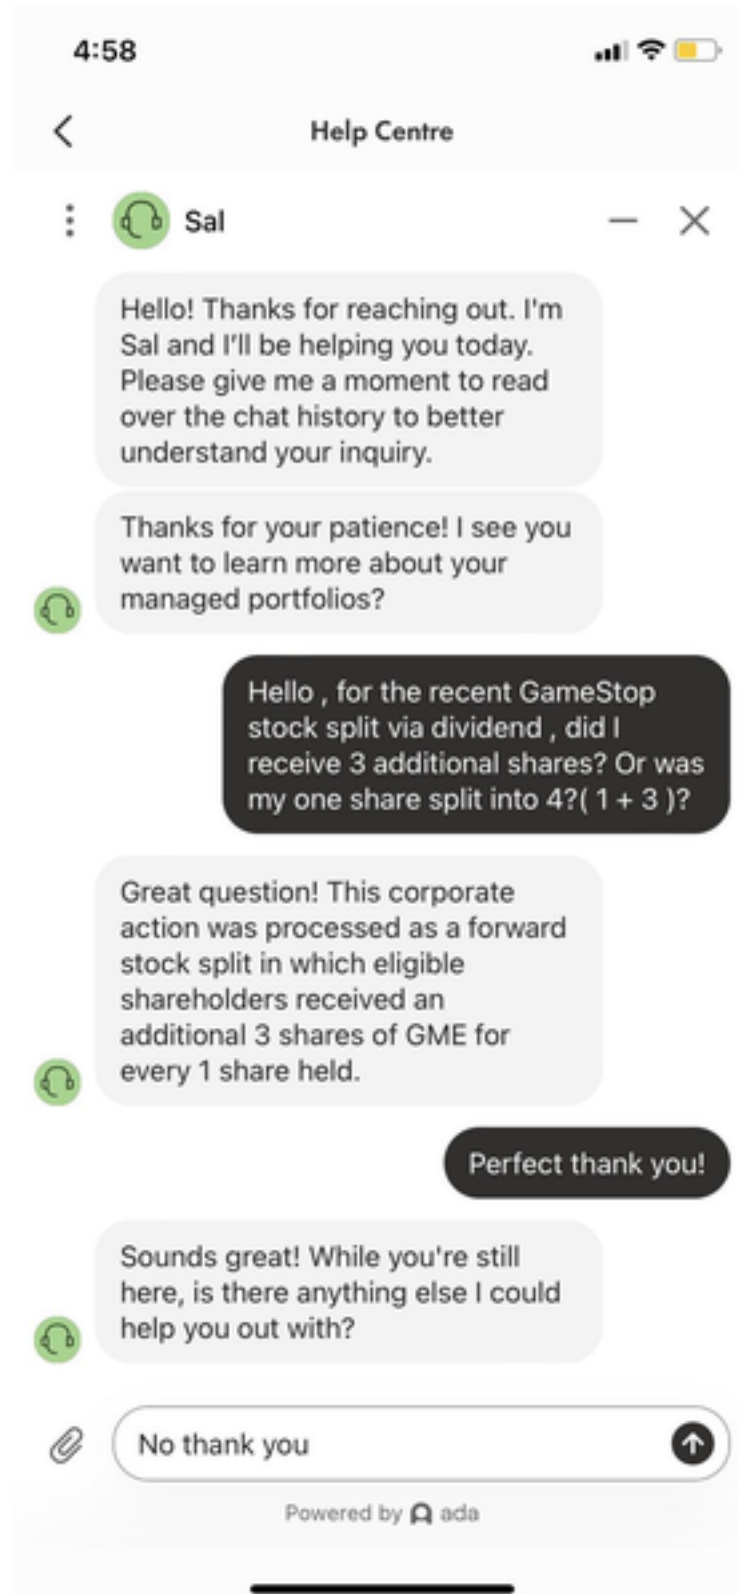 4:58
Help Centre
Sal
Hello! Thanks for reaching out. I'm
Sal and I'll be helping you today.
Please give me a moment to read
over the chat history to better
understand your inquiry.
Thanks for your patience! I see you
want to learn more about your
managed portfolios?
Hello , for the recent GameStop
stock split via dividend , did I
receive 3 additional shares? Or was
my one share split into 4?( 1 + 3 )?
Great question! This corporate
action was processed as a forward
stock split in which eligible
shareholders received an
additional 3 shares of GME for
every 1 share held.
Perfect thank you!
Sounds great! While you're still
here, is there anything else I could
help you out with?
No thank you
Powered by ada